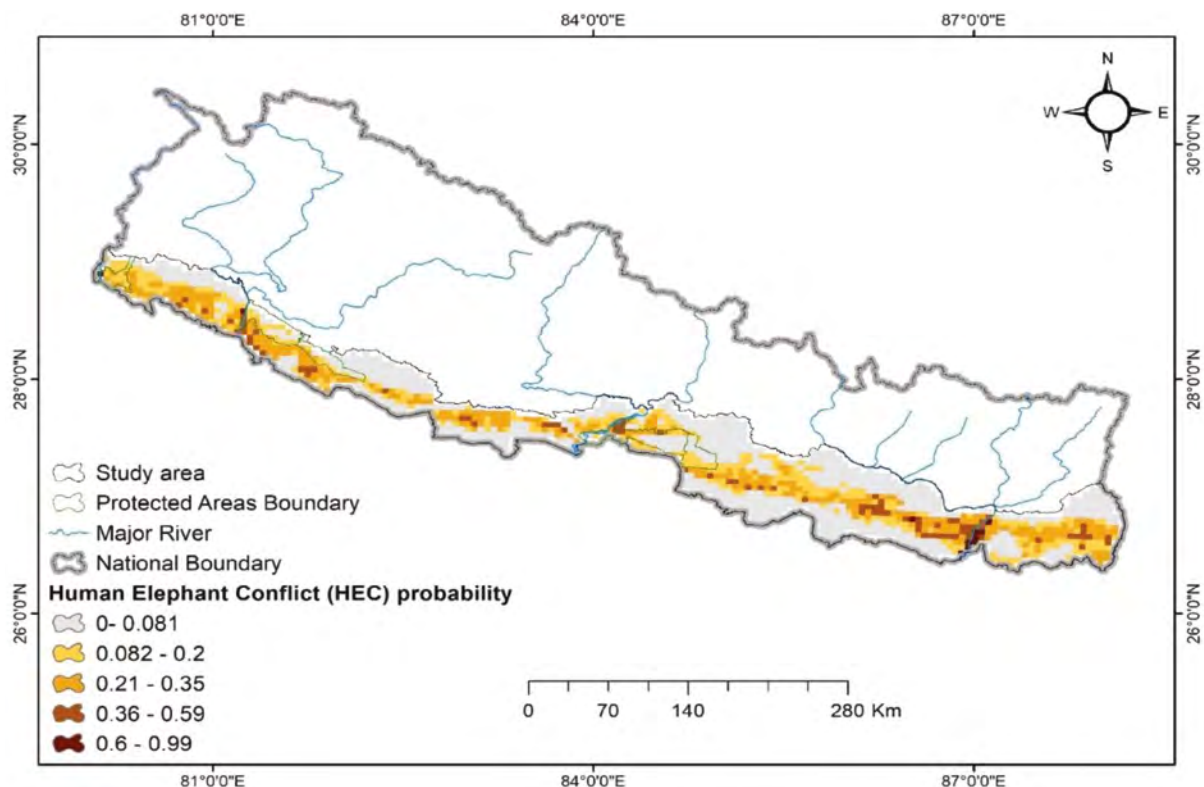 81°0'0"E 84°0'0"E 87°0'0"E
N
W E
S
30°0'0"N 30°0'0"N
28°0'0"N 28°0'0"N
26°0'0"N 26°0'0"N
Study area
Protected Areas Boundary
Major River
National Boundary
Human Elephant Conflict (HEC) probability
0- 0.081
0.082 - 0.2
0.21 - 0.35
0.36 - 0.59
0.6 - 0.99
0 70 140 280 Km
81°0'0"E 84°0'0"E 87°0'0"E